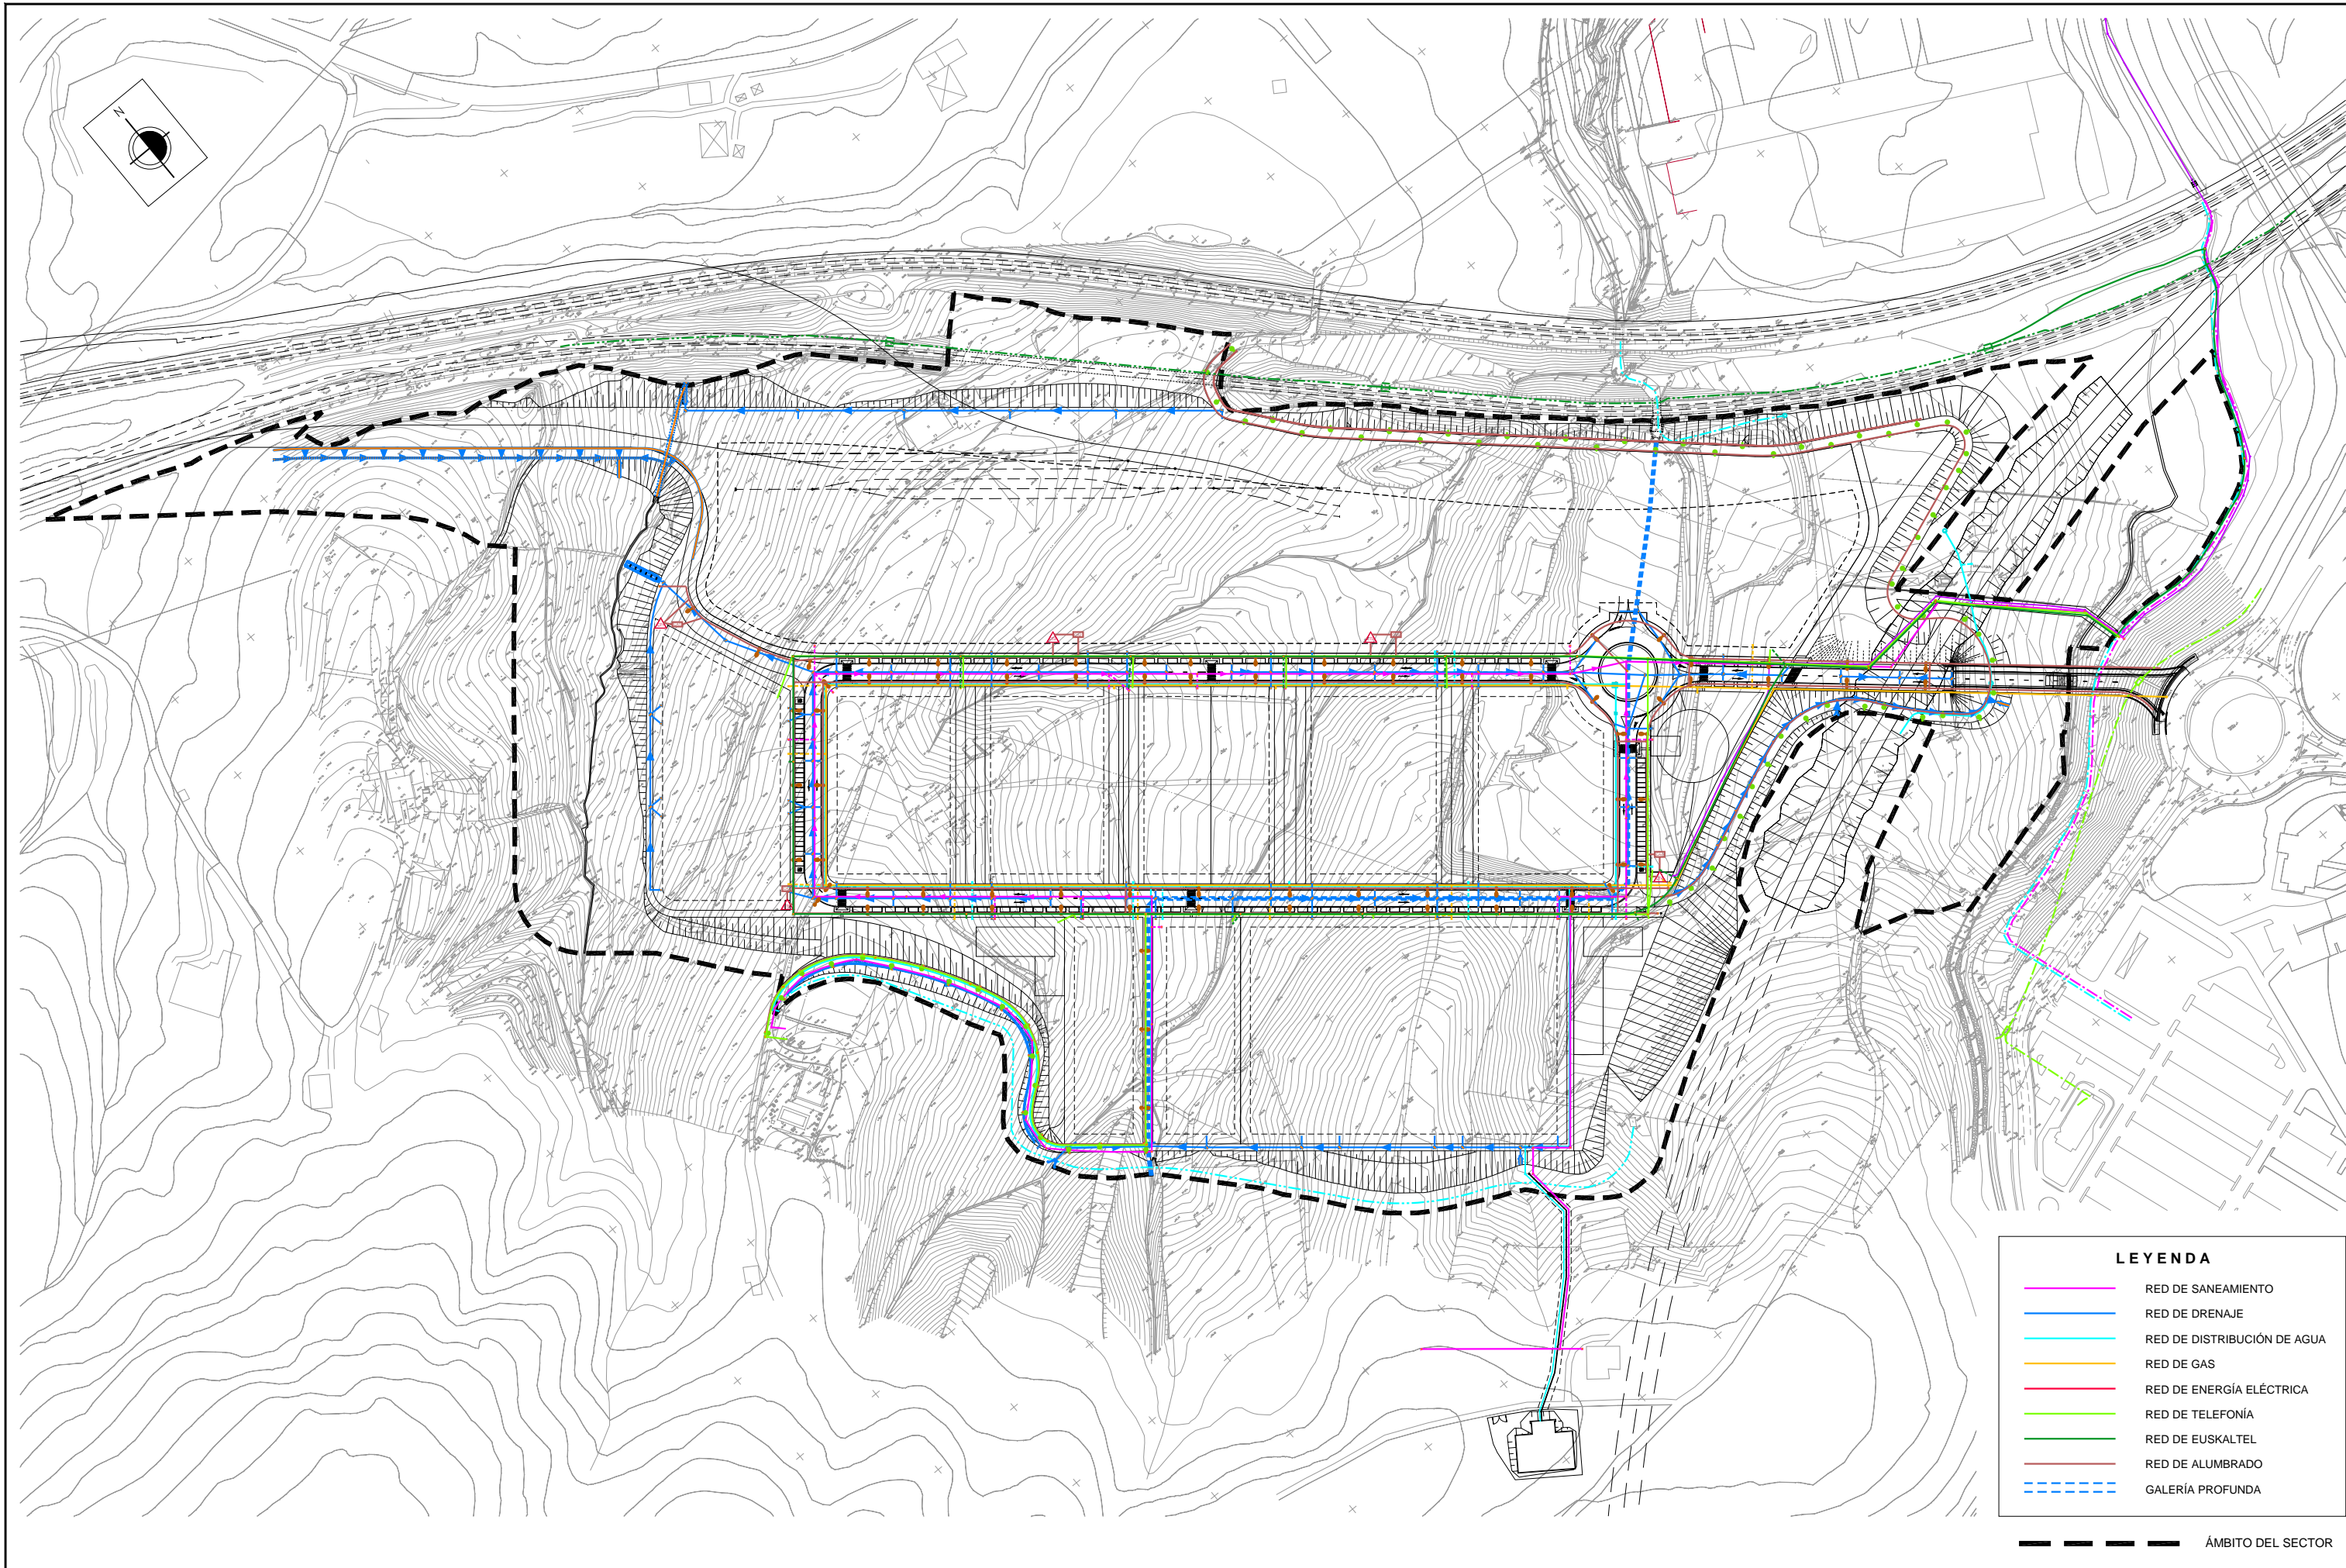 N
LEYENDA
RED DE SANEAMIENTO
RED DE DRENAJE
RED DE DISTRIBUCIÓN DE AGUA
RED DE GAS
RED DE ENERGÍA ELÉCTRICA
RED DE TELEFONÍA
RED DE EUSKALTEL
RED DE ALUMBRADO
GALERÍA PROFUNDA
ÁMBITO DEL SECTOR